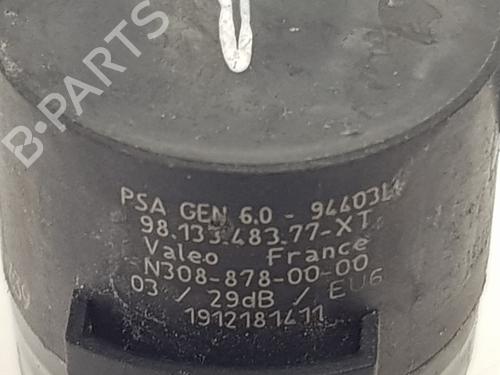 B-PARTS
PSA GEN 6.0 - 94403L
98.133.483.77-XT
Valeo France
N308-878-00-00
03 / 29dB / EU6
1912181411